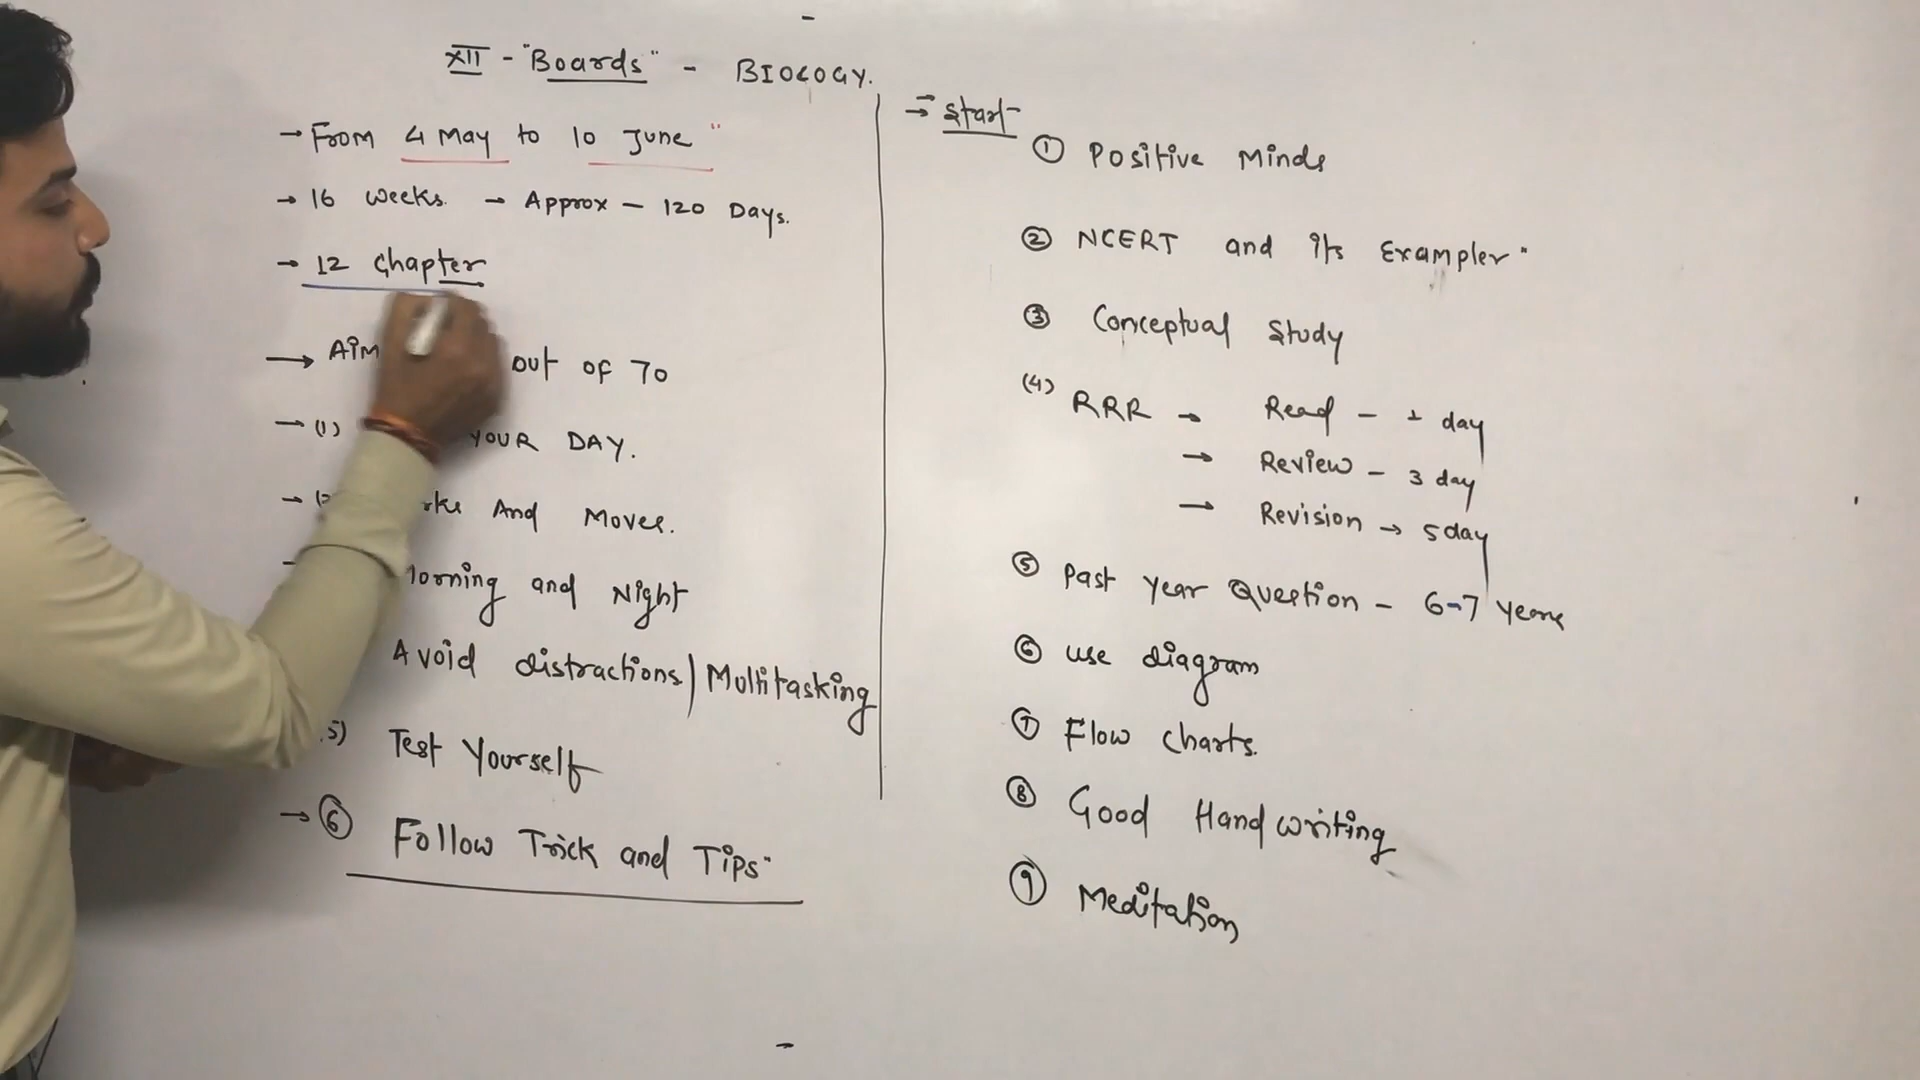 XII - "Boards" - BIOLOGY.
→ From 4 May to 10 June"
→ 16 weeks. → Approx - 120 Days.
→ 12 Chapter
→ Aim out of 70
→ (1) YOUR DAY.
→ And Moves.
Morning and Night
Avoid distractions/Multitasking
5) Test Yourself
→ 6 Follow Trick and Tips"
→ Start
1 Positive Minds
2 NCERT and its Exampler"
3 Conceptual Study
(4) RRR → Read - 1 day
→ Review - 3 day
→ Revision → 5 day
5 Past Year Question - 6-7 Years
6 use diagram
7 Flow Charts.
8 Good Handwriting
9 Meditation